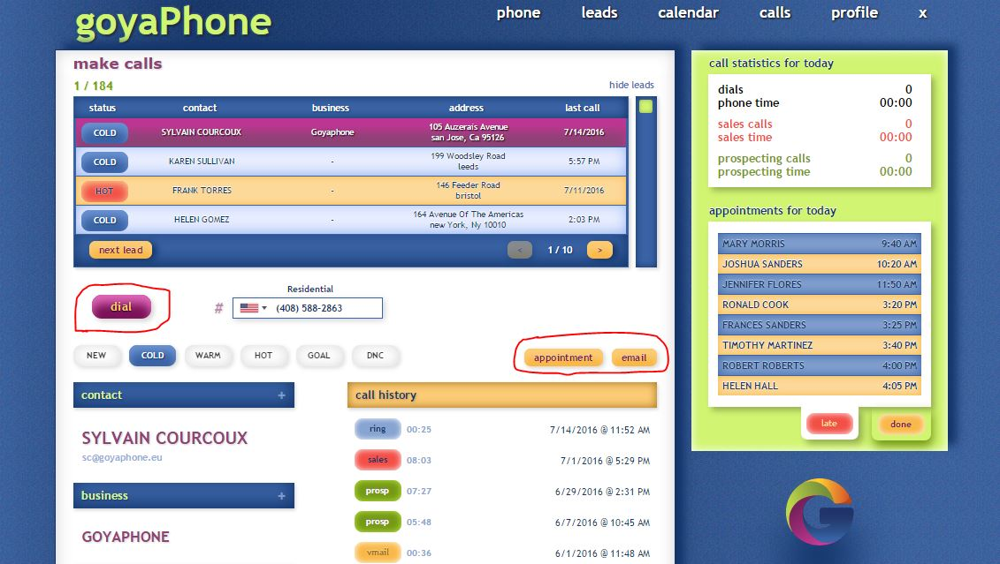 goyaPhone
phone leads calendar calls profile x
make calls
1 / 184
hide leads
status contact business address last call
COLD SYLVAIN COURCOUX Goyaphone 105 Auzerais Avenue 7/14/2016
san Jose, Ca 95126
COLD KAREN SULLIVAN - 199 Woodsley Road 5:57 PM
leeds
HOT FRANK TORRES - 146 Feeder Road 7/11/2016
bristol
COLD HELEN GOMEZ - 164 Avenue Of The Americas 2:03 PM
new York, Ny 10010
next lead < 1 / 10 >
Residential
dial # (408) 588-2863
NEW COLD WARM HOT GOAL DNC appointment email
contact +
SYLVAIN COURCOUX
sc@goyaphone.eu
business +
GOYAPHONE
call history
ring 00:25 7/14/2016 @ 11:52 AM
sales 08:03 7/1/2016 @ 5:29 PM
prosp 07:27 6/29/2016 @ 2:31 PM
prosp 05:48 6/7/2016 @ 10:45 AM
vmail 00:36 6/1/2016 @ 11:48 AM
call statistics for today
dials 0
phone time 00:00
sales calls 0
sales time 00:00
prospecting calls 0
prospecting time 00:00
appointments for today
MARY MORRIS 9:40 AM
JOSHUA SANDERS 10:20 AM
JENNIFER FLORES 11:50 AM
RONALD COOK 3:20 PM
FRANCES SANDERS 3:25 PM
TIMOTHY MARTINEZ 3:40 PM
ROBERT ROBERTS 4:00 PM
HELEN HALL 4:05 PM
late done
G